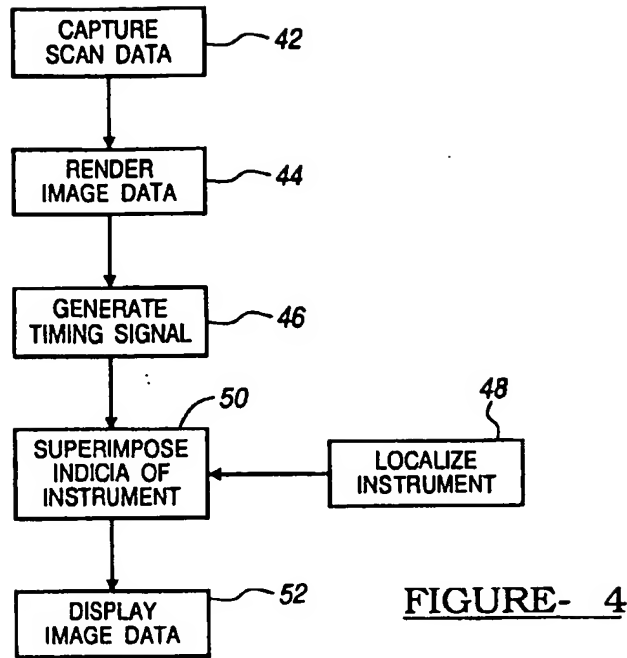 CAPTURE
SCAN DATA
42
RENDER
IMAGE DATA
44
GENERATE
TIMING SIGNAL
46
50
SUPERIMPOSE
INDICIA OF
INSTRUMENT
48
LOCALIZE
INSTRUMENT
52
DISPLAY
IMAGE DATA
FIGURE- 4